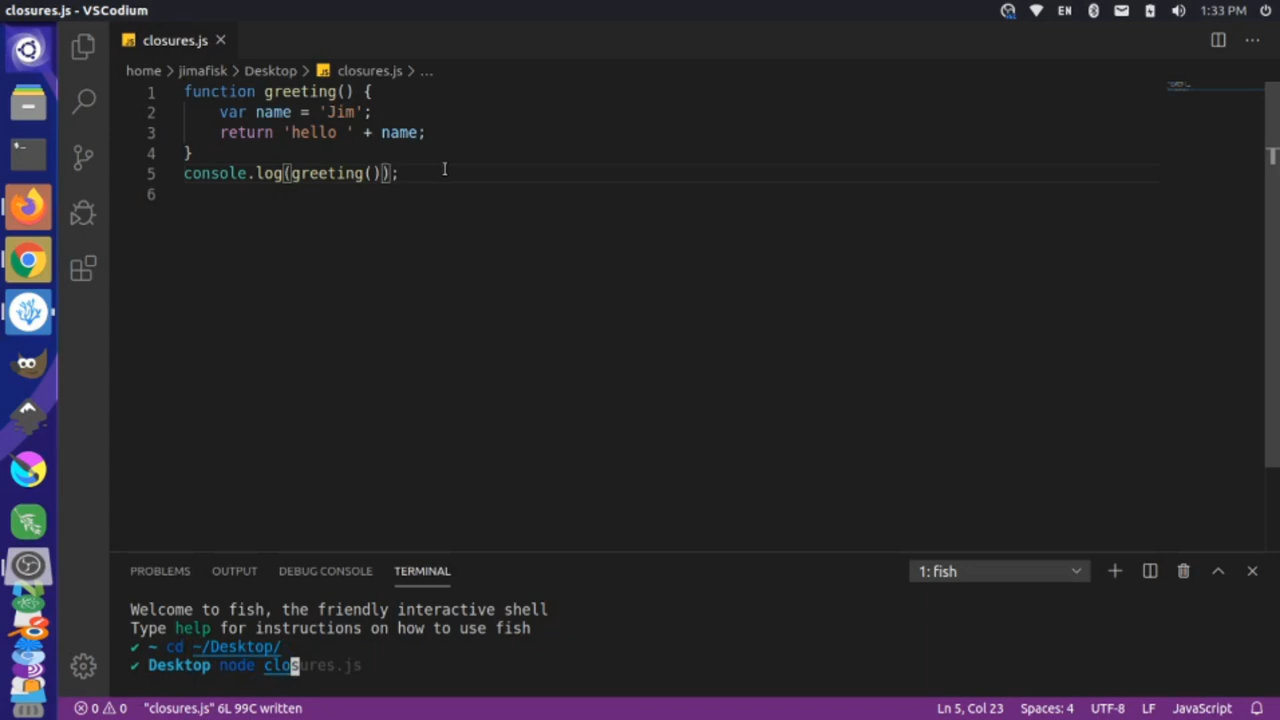 closures.js - VSCodium
EN
1:33 PM
JS closures.js
home > jimafisk > Desktop > JS closures.js > ...
1 function greeting() {
2 var name = 'Jim';
3 return 'hello ' + name;
4 }
5 console.log(greeting());
6
PROBLEMS OUTPUT DEBUG CONSOLE TERMINAL 1: fish
Welcome to fish, the friendly interactive shell
Type help for instructions on how to use fish
✔ ~ cd ~/Desktop/
✔ Desktop node closures.js
0 0 "closures.js" 6L 99C written Ln 5, Col 23 Spaces: 4 UTF-8 LF JavaScript